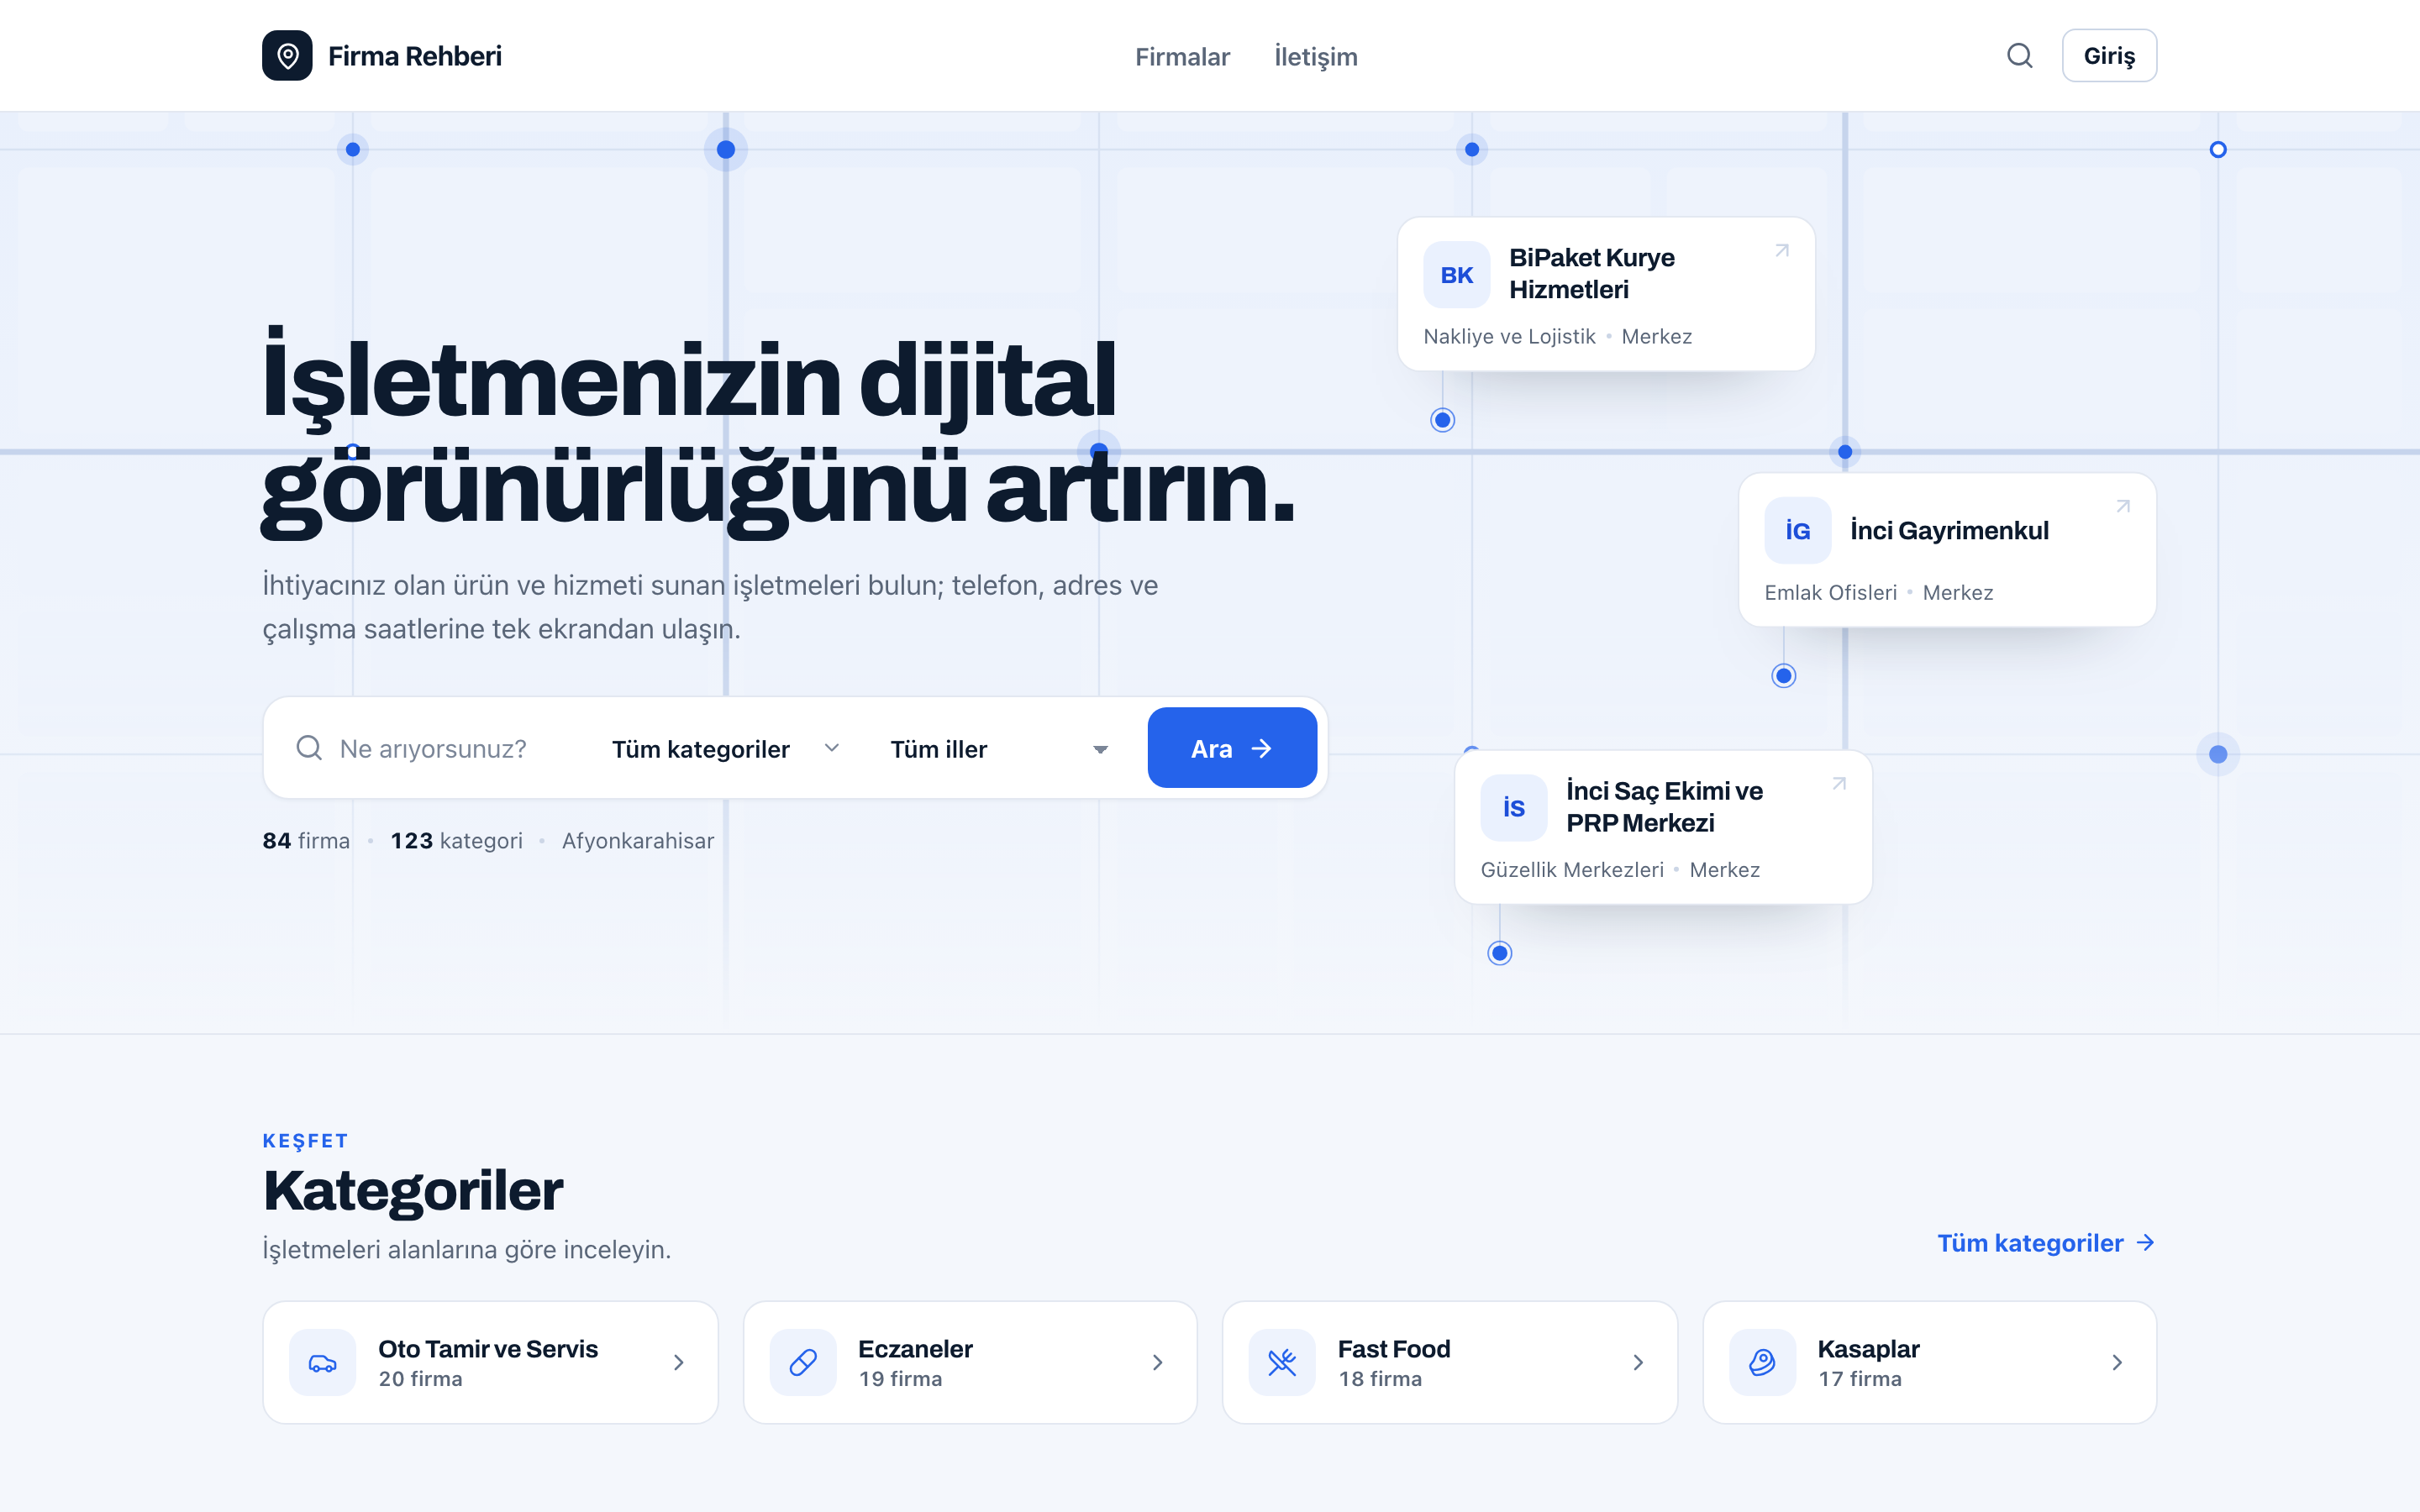 Firma Rehberi
Firmalar
İletişim
Giriş
İşletmenizin dijital
görünürlüğünü artırın.
İhtiyacınız olan ürün ve hizmeti sunan işletmeleri bulun; telefon, adres ve
çalışma saatlerine tek ekrandan ulaşın.
Ne arıyorsunuz?
Tüm kategoriler
Tüm iller
Ara
84 firma • 123 kategori • Afyonkarahisar
BK
BiPaket Kurye
Hizmetleri
Nakliye ve Lojistik • Merkez
İG
İnci Gayrimenkul
Emlak Ofisleri • Merkez
İS
İnci Saç Ekimi ve
PRP Merkezi
Güzellik Merkezleri • Merkez
KEŞFET
Kategoriler
İşletmeleri alanlarına göre inceleyin.
Tüm kategoriler
Oto Tamir ve Servis
20 firma
Eczaneler
19 firma
Fast Food
18 firma
Kasaplar
17 firma